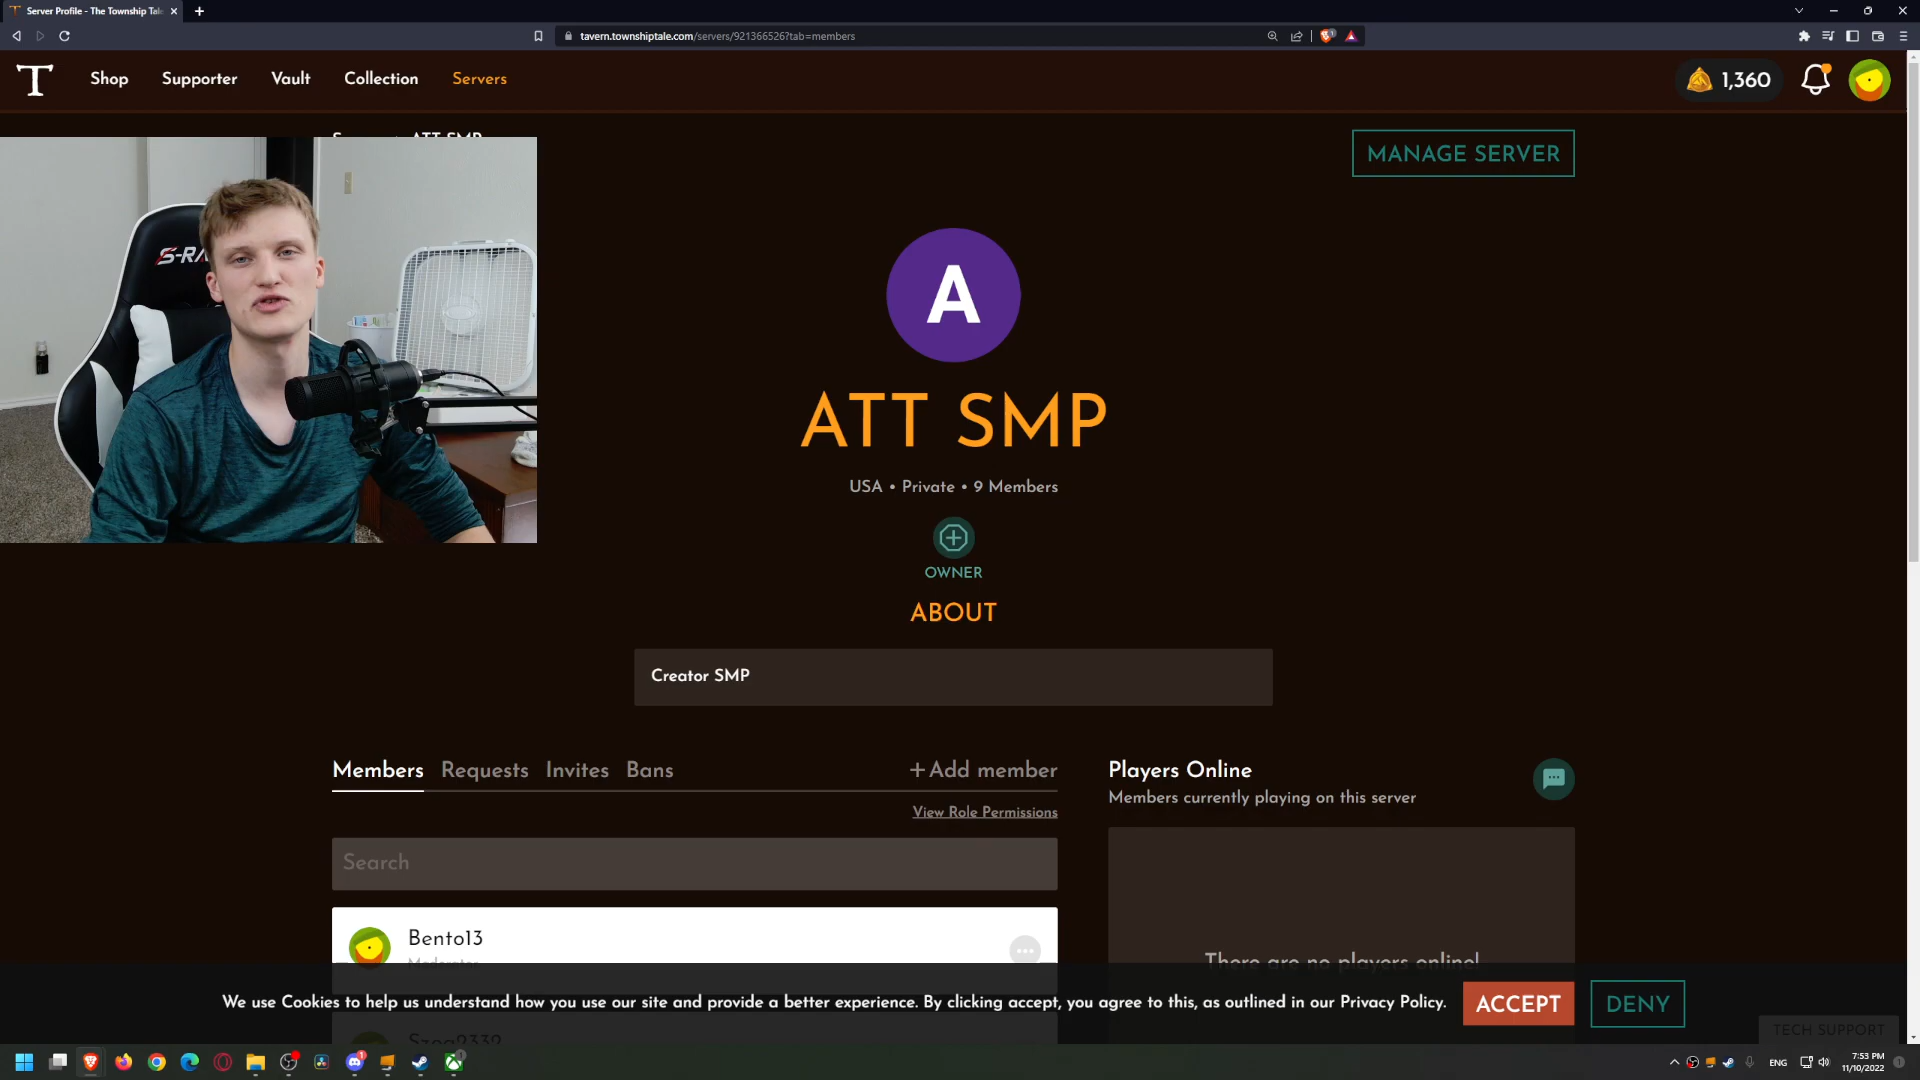 Server Profile - The Township Tal
tavern.townshiptale.com/servers/921366526?tab=members
T
Shop
Supporter
Vault
Collection
Servers
1,360
ATT SMP
MANAGE SERVER
S-RA
A
ATT SMP
USA • Private • 9 Members
OWNER
ABOUT
Creator SMP
Members
Requests
Invites
Bans
+Add member
View Role Permissions
Players Online
Members currently playing on this server
Search
Bento13
Moderator
There are no players online!
We use Cookies to help us understand how you use our site and provide a better experience. By clicking accept, you agree to this, as outlined in our Privacy Policy.
ACCEPT
DENY
TECH SUPPORT
ENG
7:53 PM
11/10/2022